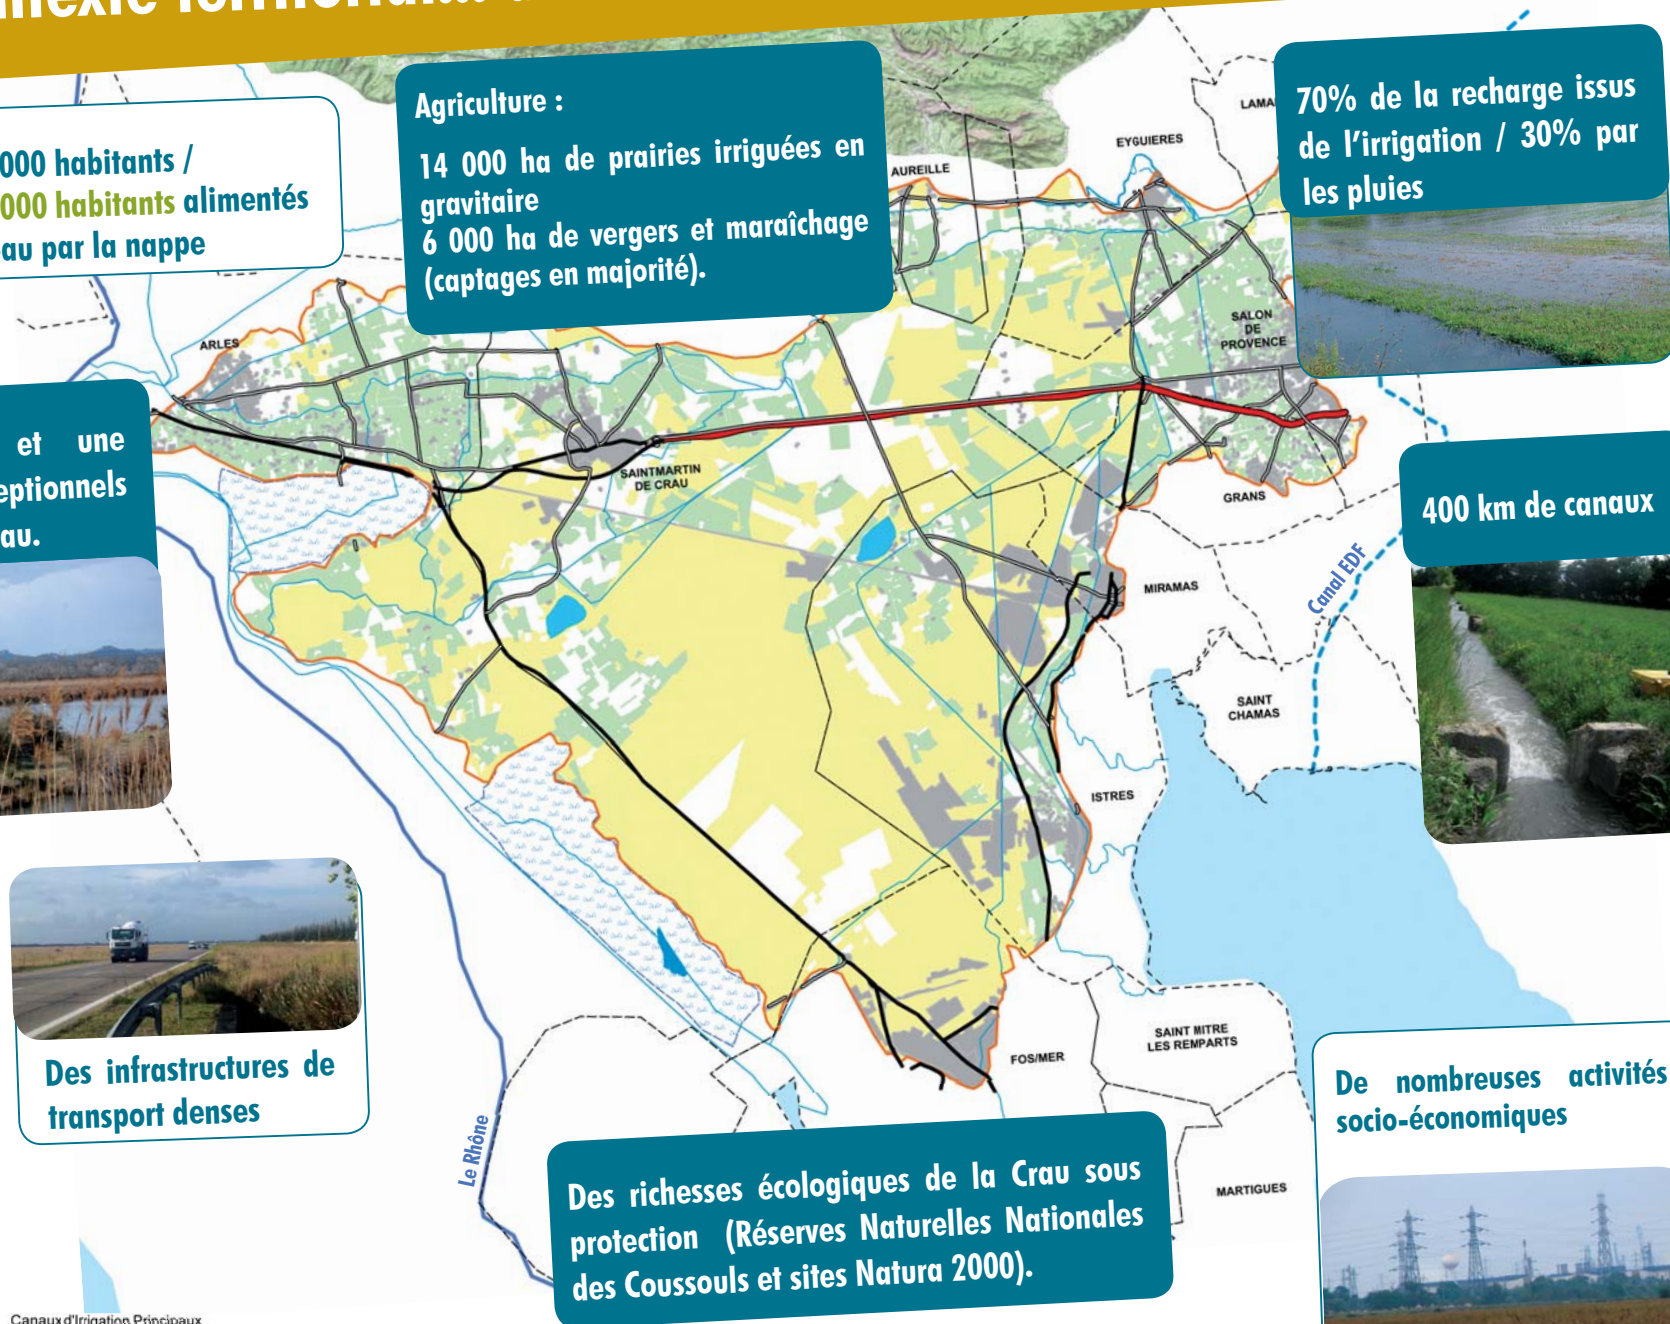 000 habitants /
000 habitants alimentés
au par la nappe
Agriculture :
14 000 ha de prairies irriguées en
gravitaire
6 000 ha de vergers et maraîchage
(captages en majorité).
70% de la recharge issus
de l'irrigation / 30% par
les pluies
EYGUIERES
AUREILLE
ARLES
SALON
DE
PROVENCE
et une
eptionnels
au.
SAINTMARTIN
DE CRAU
GRANS
400 km de canaux
MIRAMAS
Canal EDF
SAINT
CHAMAS
ISTRES
Des infrastructures de
transport denses
FOS/MER
SAINT MITRE
LES REMPARTS
Le Rhône
De nombreuses activités
socio-économiques
Des richesses écologiques de la Crau sous
protection (Réserves Naturelles Nationales
des Coussouls et sites Natura 2000).
MARTIGUES
Canaux d'Irrigation Principaux